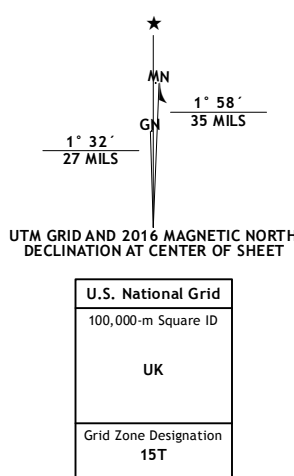 ★
MN
GN
1° 58´
35 MILS
1° 32´
27 MILS
UTM GRID AND 2016 MAGNETIC NORTH
DECLINATION AT CENTER OF SHEET
U.S. National Grid
100,000-m Square ID
UK
Grid Zone Designation
15T